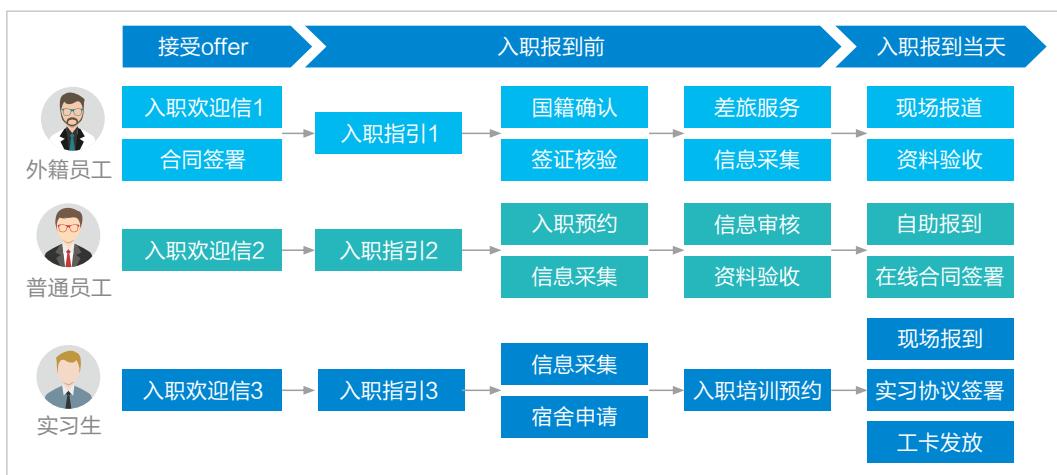 接受offer
入职报到前
入职报到当天
外籍员工
入职欢迎信1
合同签署
入职指引1
国籍确认
签证核验
差旅服务
信息采集
现场报道
资料验收
普通员工
入职欢迎信2
入职指引2
入职预约
信息采集
信息审核
资料验收
自助报到
在线合同签署
实习生
入职欢迎信3
入职指引3
信息采集
宿舍申请
入职培训预约
现场报到
实习协议签署
工卡发放